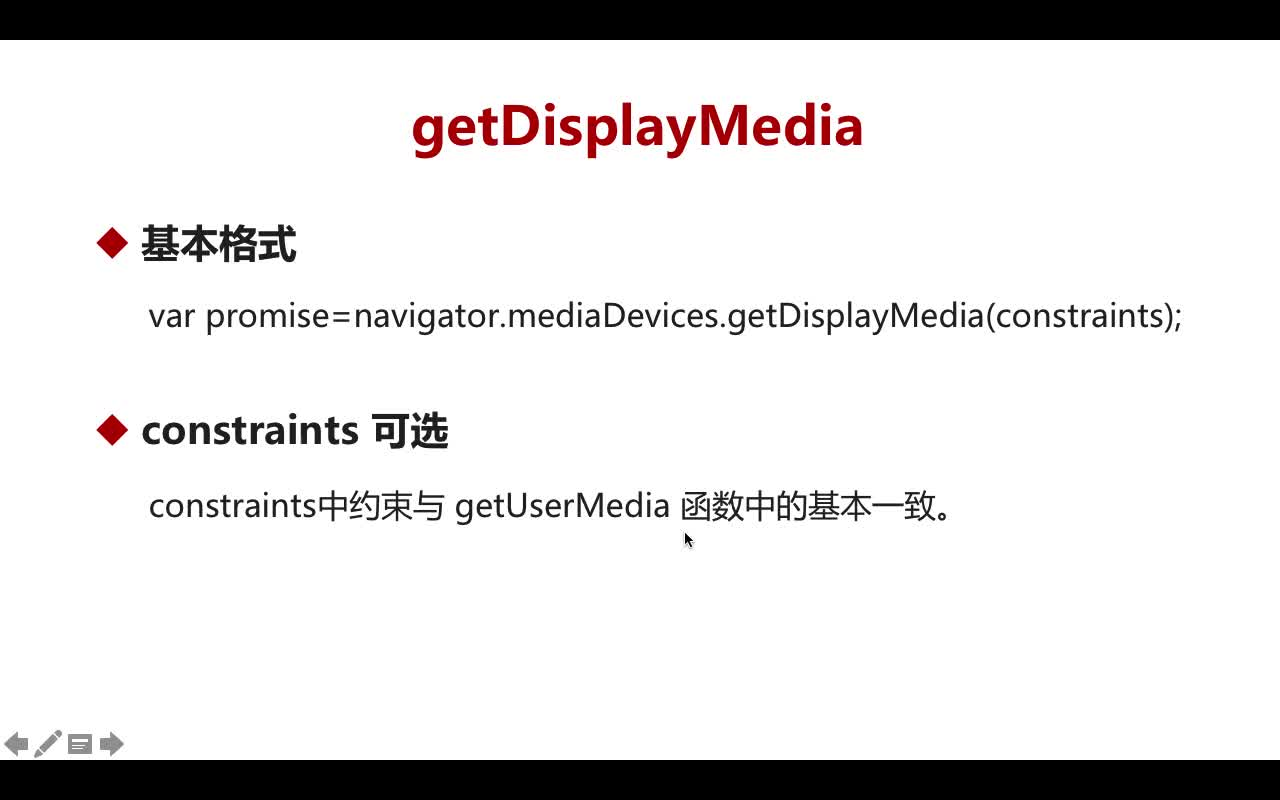 getDisplayMedia
基本格式
var promise=navigator.mediaDevices.getDisplayMedia(constraints);
constraints 可选
constraints中约束与 getUserMedia 函数中的基本一致。